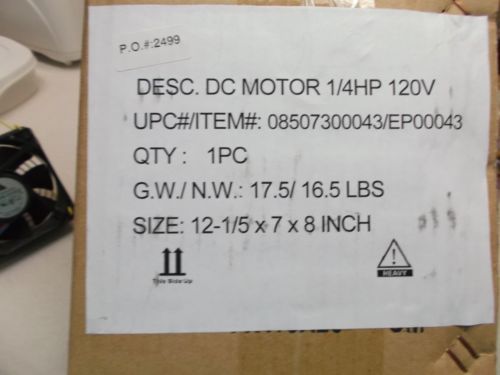 P.O.#:2499
DESC. DC MOTOR 1/4HP 120V
UPC#/ITEM#: 08507300043/EP00043
QTY : 1PC
G.W./ N.W.: 17.5/ 16.5 LBS
SIZE: 12-1/5 x 7 x 8 INCH
This Side Up
HEAVY